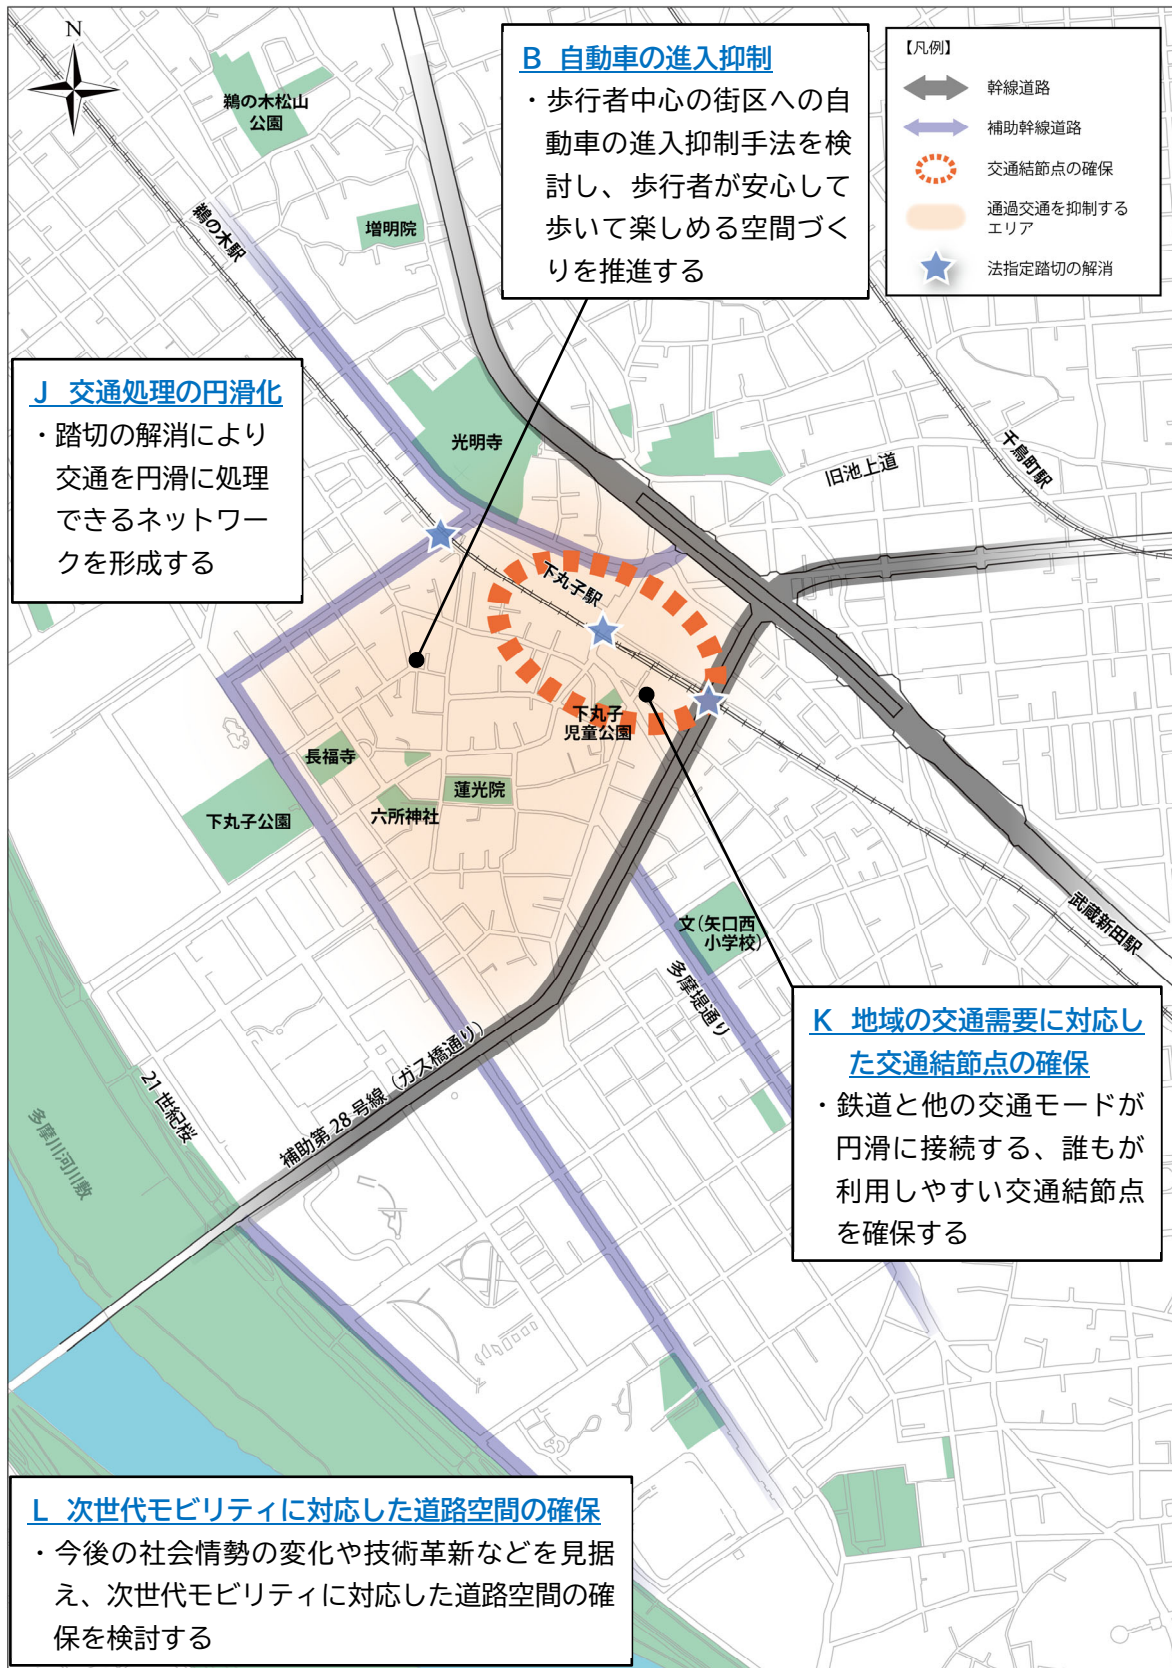 N
B 自動車の進入抑制
・歩行者中心の街区への自
動車の進入抑制手法を検
討し、歩行者が安心して
歩いて楽しめる空間づく
りを推進する
【凡例】
幹線道路
補助幹線道路
交通結節点の確保
通過交通を抑制する
エリア
法指定踏切の解消
鵜の木松山
公園
鵜の木駅
増明院
J 交通処理の円滑化
・踏切の解消により
交通を円滑に処理
できるネットワー
クを形成する
光明寺
旧池上道
千鳥町駅
下丸子駅
下丸子
児童公園
長福寺
蓮光院
六所神社
下丸子公園
文(矢口西
小学校)
武蔵新田駅
多摩堤通り
補助第28号線(ガス橋通り)
21世紀桜
多摩川河川敷
K 地域の交通需要に対応し
た交通結節点の確保
・鉄道と他の交通モードが
円滑に接続する、誰もが
利用しやすい交通結節点
を確保する
L 次世代モビリティに対応した道路空間の確保
・今後の社会情勢の変化や技術革新などを見据
え、次世代モビリティに対応した道路空間の確
保を検討する